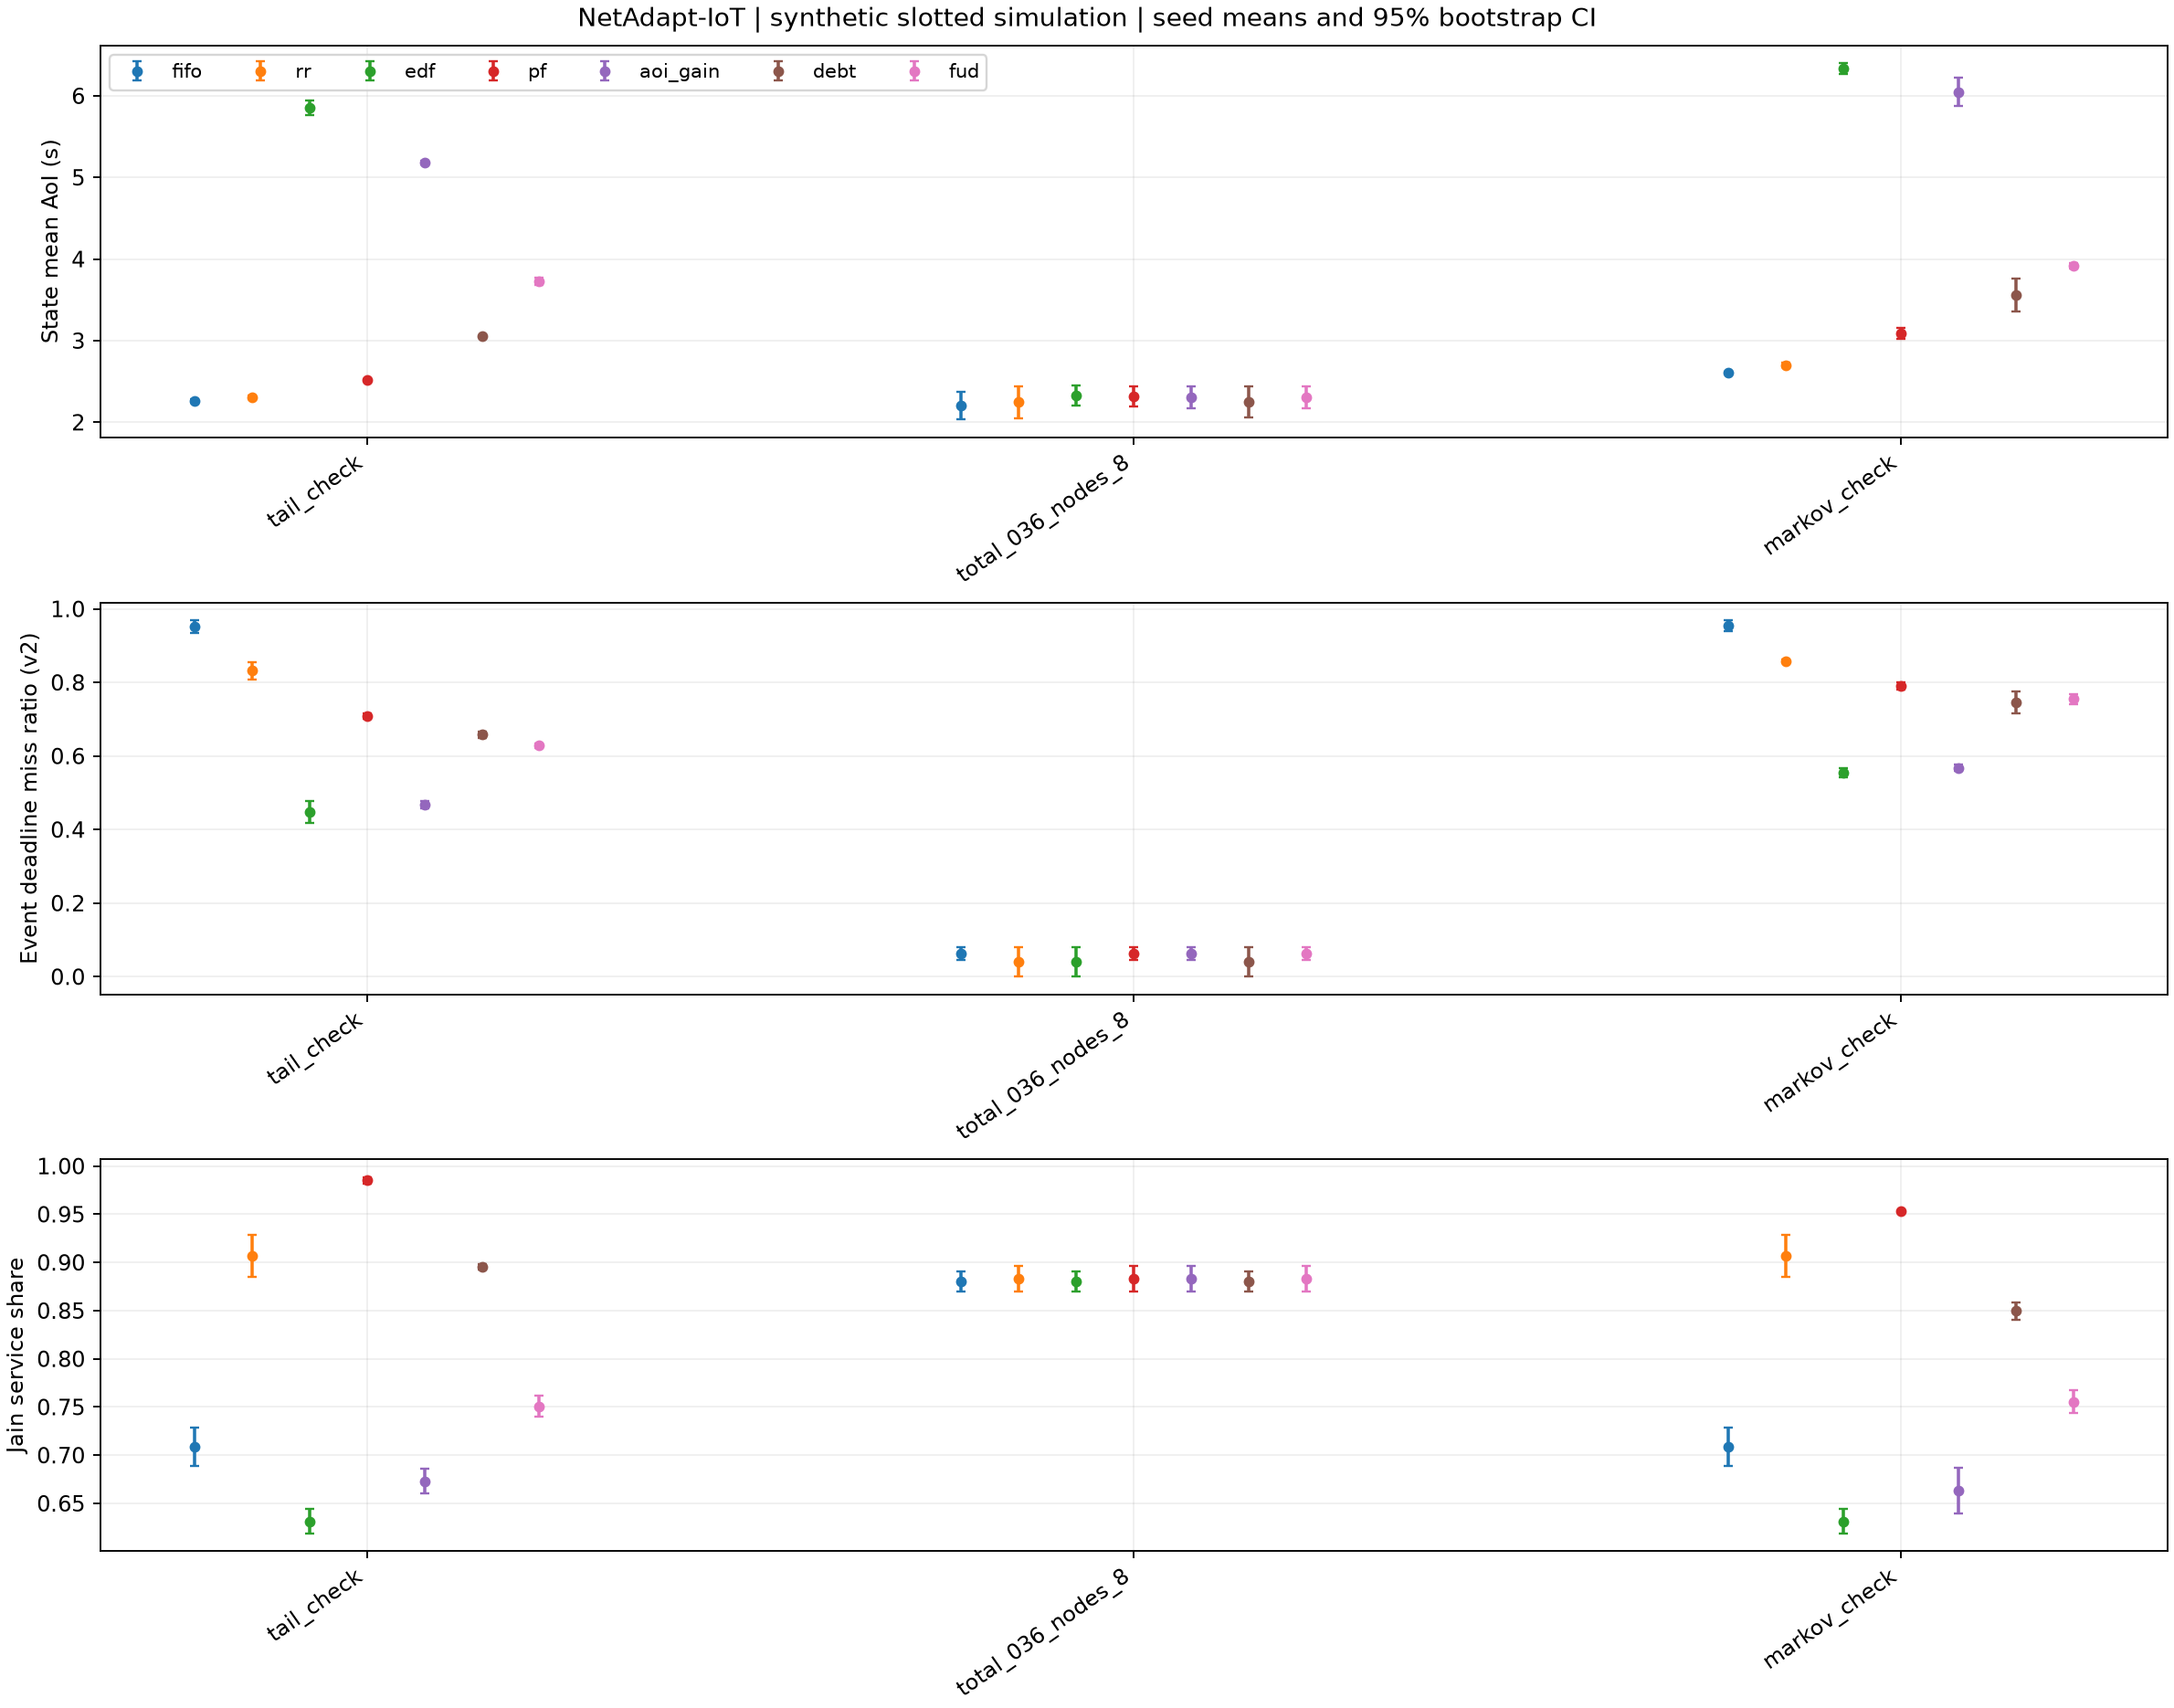 NetAdapt-IoT | synthetic slotted simulation | seed means and 95% bootstrap CI
fifo rr edf pf aoi_gain debt fud
State mean AoI (s)
6
5
4
3
2
tail_check
total_036_nodes_8
markov_check
Event deadline miss ratio (v2)
1.0
0.8
0.6
0.4
0.2
0.0
tail_check
total_036_nodes_8
markov_check
Jain service share
1.00
0.95
0.90
0.85
0.80
0.75
0.70
0.65
tail_check
total_036_nodes_8
markov_check